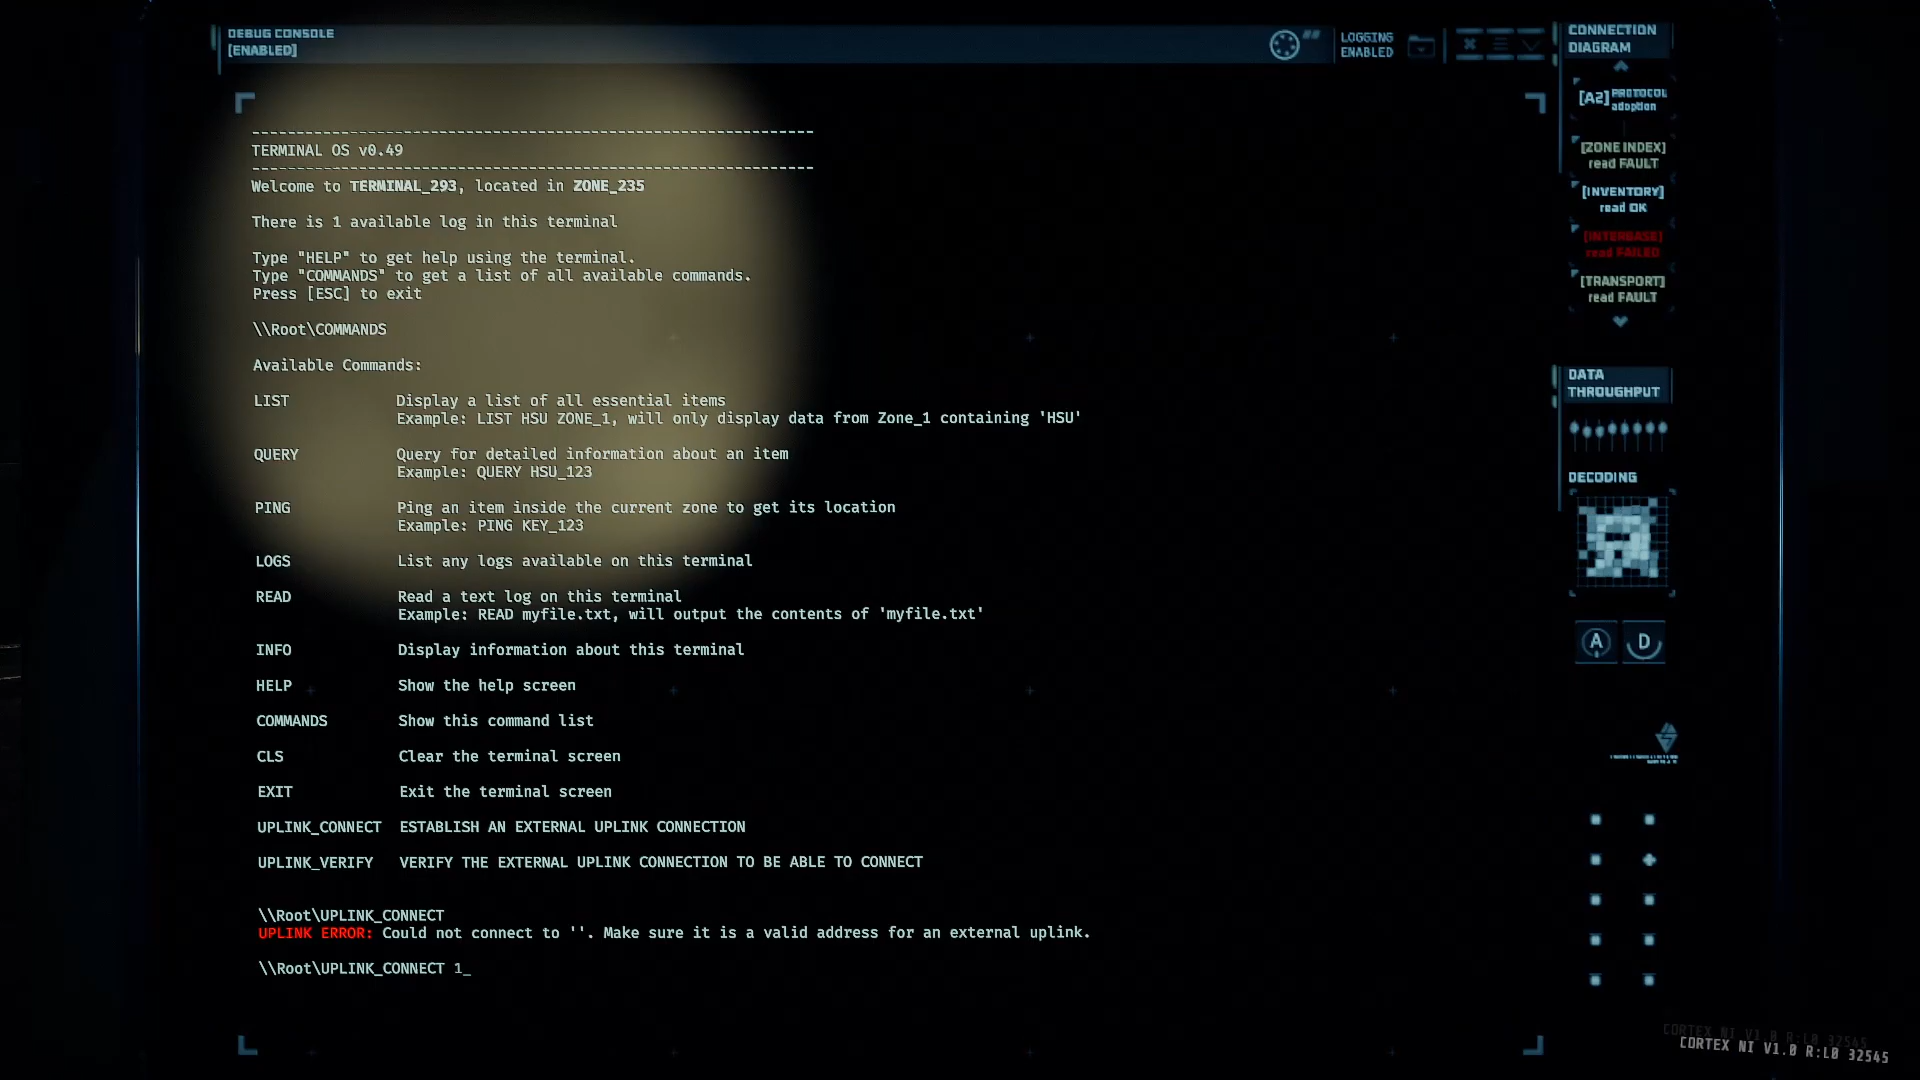 DEBUG CONSOLE
[ENABLED]
LOGGING
ENABLED
CONNECTION
DIAGRAM
------------------------------------------------------------
TERMINAL OS v0.49
------------------------------------------------------------
Welcome to TERMINAL_293, located in ZONE_235
There is 1 available log in this terminal
Type "HELP" to get help using the terminal.
Type "COMMANDS" to get a list of all available commands.
Press [ESC] to exit
\\Root\COMMANDS
Available Commands:
LIST Display a list of all essential items
Example: LIST HSU ZONE_1, will only display data from Zone_1 containing 'HSU'
QUERY Query for detailed information about an item
Example: QUERY HSU_123
PING Ping an item inside the current zone to get its location
Example: PING KEY_123
LOGS List any logs available on this terminal
READ Read a text log on this terminal
Example: READ myfile.txt, will output the contents of 'myfile.txt'
INFO Display information about this terminal
HELP Show the help screen
COMMANDS Show this command list
CLS Clear the terminal screen
EXIT Exit the terminal screen
UPLINK_CONNECT ESTABLISH AN EXTERNAL UPLINK CONNECTION
UPLINK_VERIFY VERIFY THE EXTERNAL UPLINK CONNECTION TO BE ABLE TO CONNECT
\\Root\UPLINK_CONNECT
UPLINK ERROR: Could not connect to ''. Make sure it is a valid address for an external uplink.
\\Root\UPLINK_CONNECT 1_
[A2] PROTOCOL
adoption
[ZONE INDEX]
read FAULT
[INVENTORY]
read OK
[INTERBASE]
read FAILED
[TRANSPORT]
read FAULT
DATA
THROUGHPUT
DECODING
A D
CORTEX NI V1.0 R:L0 32545
CORTEX NI V1.0 R:L0 32545